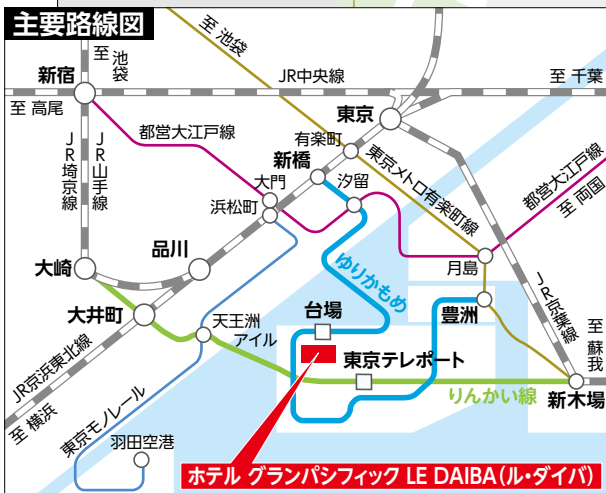 主要路線図
至 池袋
至 池袋
新宿
JR中央線
至 千葉
至 高尾
東京
都営大江戸線
有楽町
新橋
JR埼京線
JR山手線
大門
汐留
東京メトロ有楽町線
都営大江戸線
至 両国
浜松町
品川
月島
大崎
ゆりかもめ
JR京葉線
大井町
台場
豊洲
天王洲
アイル
至 蘇我
東京テレポート
JR京浜東北線
りんかい線
新木場
至 横浜
東京モノレール
羽田空港
ホテル グランパシフィック LE DAIBA(ル・ダイバ)